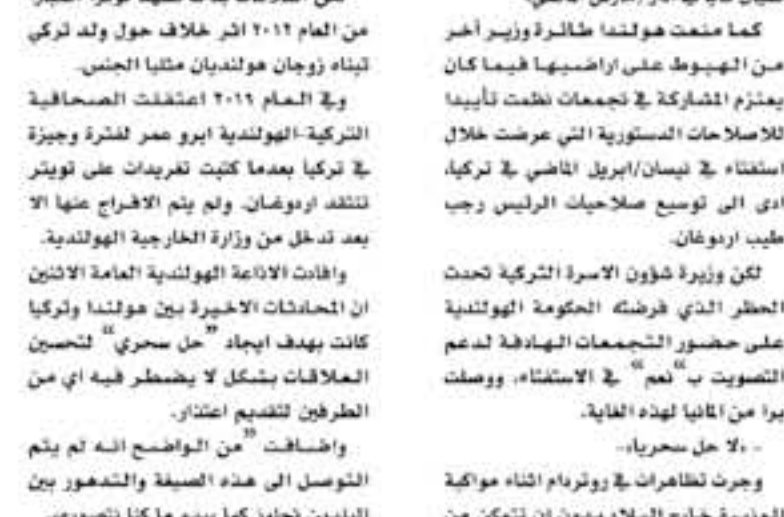 كما منعت هولندا طائرة وزير آخر
من الهبوط على اراضيها فيما كان
يعتزم المشاركة في تجمعات نظمت تأييدا
للاصلاحات الدستورية التي عرضت خلال
استفتاء في نيسان/ابريل الماضي في تركيا،
ادى الى توسيع صلاحيات الرئيس رجب
طيب اردوغان.
لكن وزيرة شؤون الاسرة التركية تحدت
الحظر الذي فرضته الحكومة الهولندية
على حضور التجمعات الهادفة لدعم
التصويت ب"نعم" في الاستفتاء، ووصلت
برا من المانيا لهذه الغاية.
- «لا حل سحريا»-
وجرت تظاهرات في روتردام اثناء مواكبة
من العام ٢٠١٢ اثر خلاف حول ولد تركي
تبناه زوجان هولنديان مثليا الجنس.
وفي العام ٢٠١٦ اعتقلت الصحافية
التركية-الهولندية ابرو عمر لفترة وجيزة
في تركيا بعدما كتبت تغريدات على تويتر
تنتقد اردوغان. ولم يتم الافراج عنها الا
بعد تدخل من وزارة الخارجية الهولندية.
وافادت الاذاعة الهولندية العامة الاثنين
ان المحادثات الاخيرة بين هولندا وتركيا
كانت بهدف ايجاد "حل سحري" لتحسين
العلاقات بشكل لا يضطر فيه اي من
الطرفين لتقديم اعتذار.
واضافت "من الواضح انه لم يتم
التوصل الى هذه الصيغة والتدهور بين